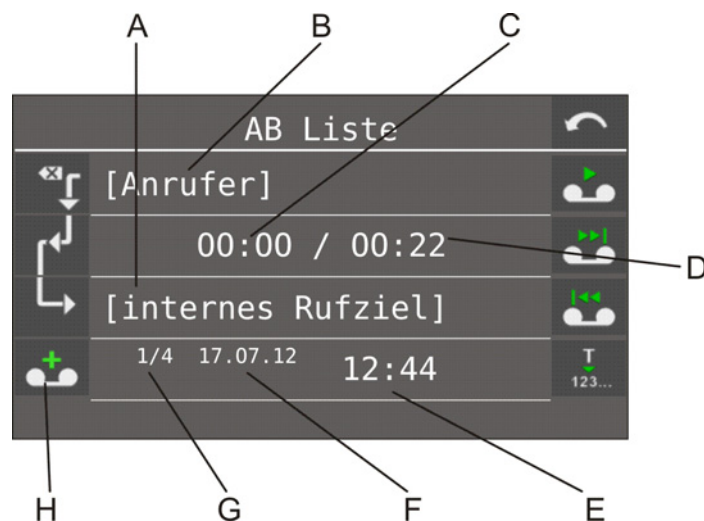 A B C
AB Liste
[Anrufer]
00:00 / 00:22
D
[internes Rufziel]
1/4 17.07.12 12:44
T
123...
H G F E